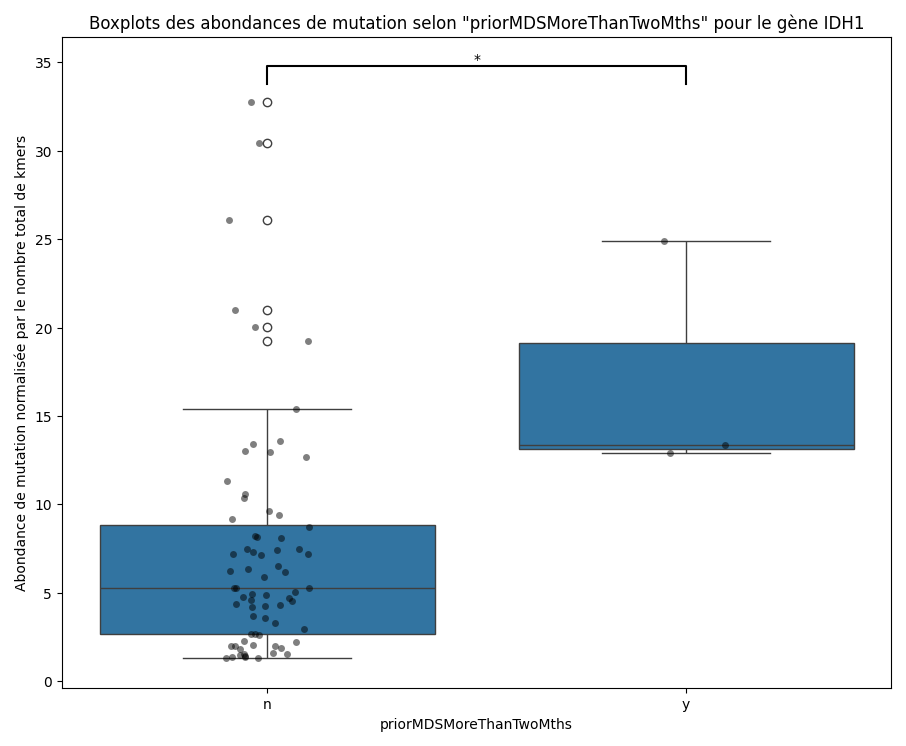 Boxplots des abondances de mutation selon "priorMDSMoreThanTwoMths" pour le gène IDH1
*
35
30
25
20
15
10
5
0
Abondance de mutation normalisée par le nombre total de kmers
n
y
priorMDSMoreThanTwoMths